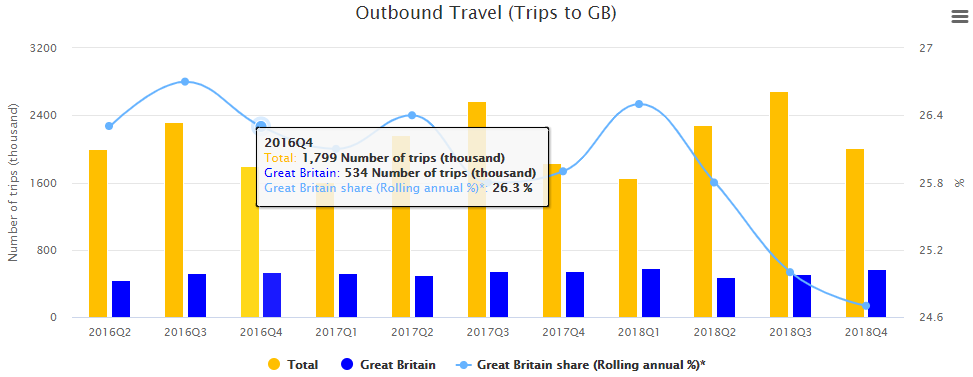 Outbound Travel (Trips to GB)
3200
27
2400
26.4
1600
25.8
800
25.2
0
24.6
Number of trips (thousand)
%
2016Q4
Total: 1,799 Number of trips (thousand)
Great Britain: 534 Number of trips (thousand)
Great Britain share (Rolling annual %)*: 26.3 %
2016Q2 2016Q3 2016Q4 2017Q1 2017Q2 2017Q3 2017Q4 2018Q1 2018Q2 2018Q3 2018Q4
Total Great Britain Great Britain share (Rolling annual %)*